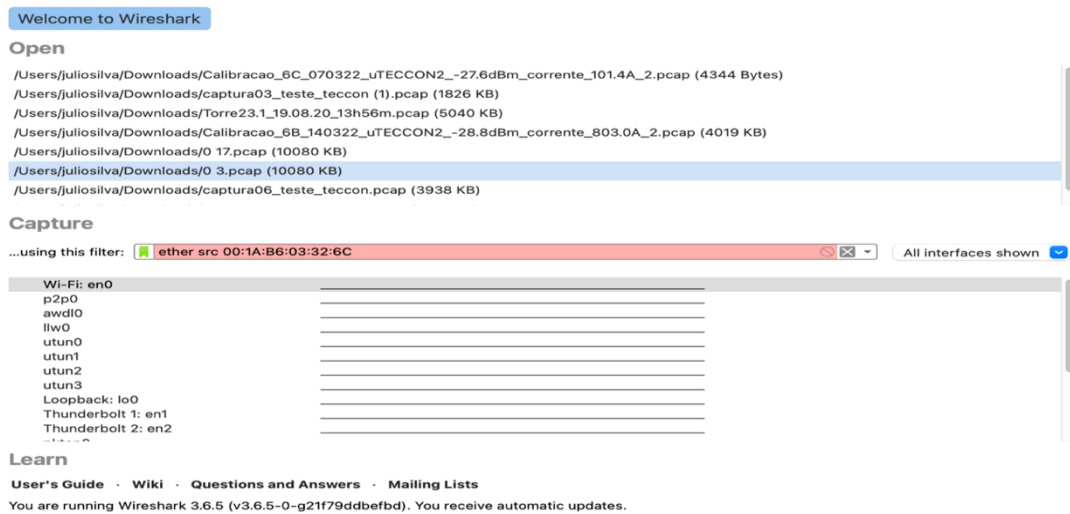 Welcome to Wireshark
Open
/Users/juliosilva/Downloads/Calibracao_6C_070322_uTECCON2_-27.6dBm_corrente_101.4A_2.pcap (4344 Bytes)
/Users/juliosilva/Downloads/captura03_teste_teccon (1).pcap (1826 KB)
/Users/juliosilva/Downloads/Torre23.1_19.08.20_13h56m.pcap (5040 KB)
/Users/juliosilva/Downloads/Calibracao_6B_140322_uTECCON2_-28.8dBm_corrente_803.0A_2.pcap (4019 KB)
/Users/juliosilva/Downloads/0 17.pcap (10080 KB)
/Users/juliosilva/Downloads/0 3.pcap (10080 KB)
/Users/juliosilva/Downloads/captura06_teste_teccon.pcap (3938 KB)
Capture
...using this filter: ether src 00:1A:B6:03:32:6C All interfaces shown
Wi-Fi: en0
p2p0
awdl0
llw0
utun0
utun1
utun2
utun3
Loopback: lo0
Thunderbolt 1: en1
Thunderbolt 2: en2
Learn
User's Guide · Wiki · Questions and Answers · Mailing Lists
You are running Wireshark 3.6.5 (v3.6.5-0-g21f79ddbefbd). You receive automatic updates.